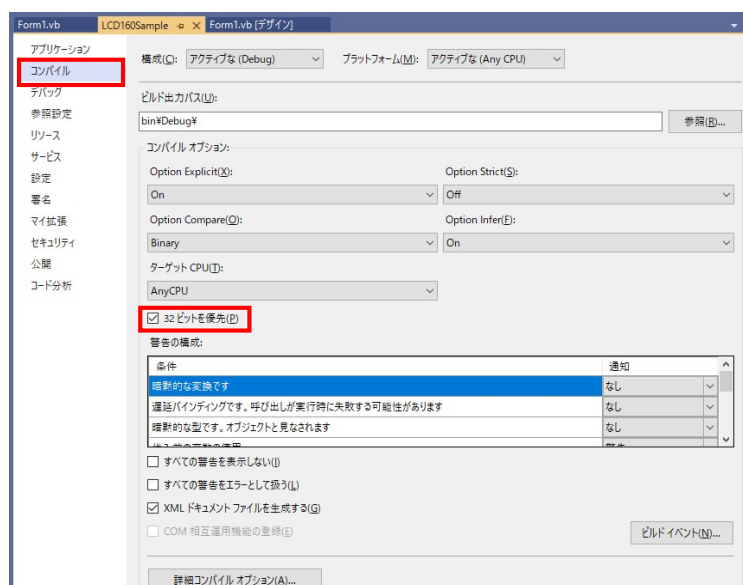 Form1.vb LCD160Sample Form1.vb [デザイン]
アプリケーション
コンパイル
デバッグ
参照設定
リソース
サービス
設定
署名
マイ拡張
セキュリティ
公開
コード分析
構成(C): アクティブな (Debug) プラットフォーム(M): アクティブな (Any CPU)
ビルド出力パス(U):
bin¥Debug¥ 参照(R)...
コンパイル オプション:
Option Explicit(X): Option Strict(S):
On Off
Option Compare(O): Option Infer(F):
Binary On
ターゲット CPU(T):
AnyCPU
32 ビットを優先(P)
警告の構成:
条件 通知
暗黙的な変換です なし
遅延バインディングです。呼び出しが実行時に失敗する可能性があります なし
暗黙的な型です。オブジェクトと見なされます なし
すべての警告を表示しない(I)
すべての警告をエラーとして扱う(L)
XML ドキュメント ファイルを生成する(G)
COM 相互運用機能の登録(E) ビルド イベント(N)...
詳細コンパイル オプション(A)...